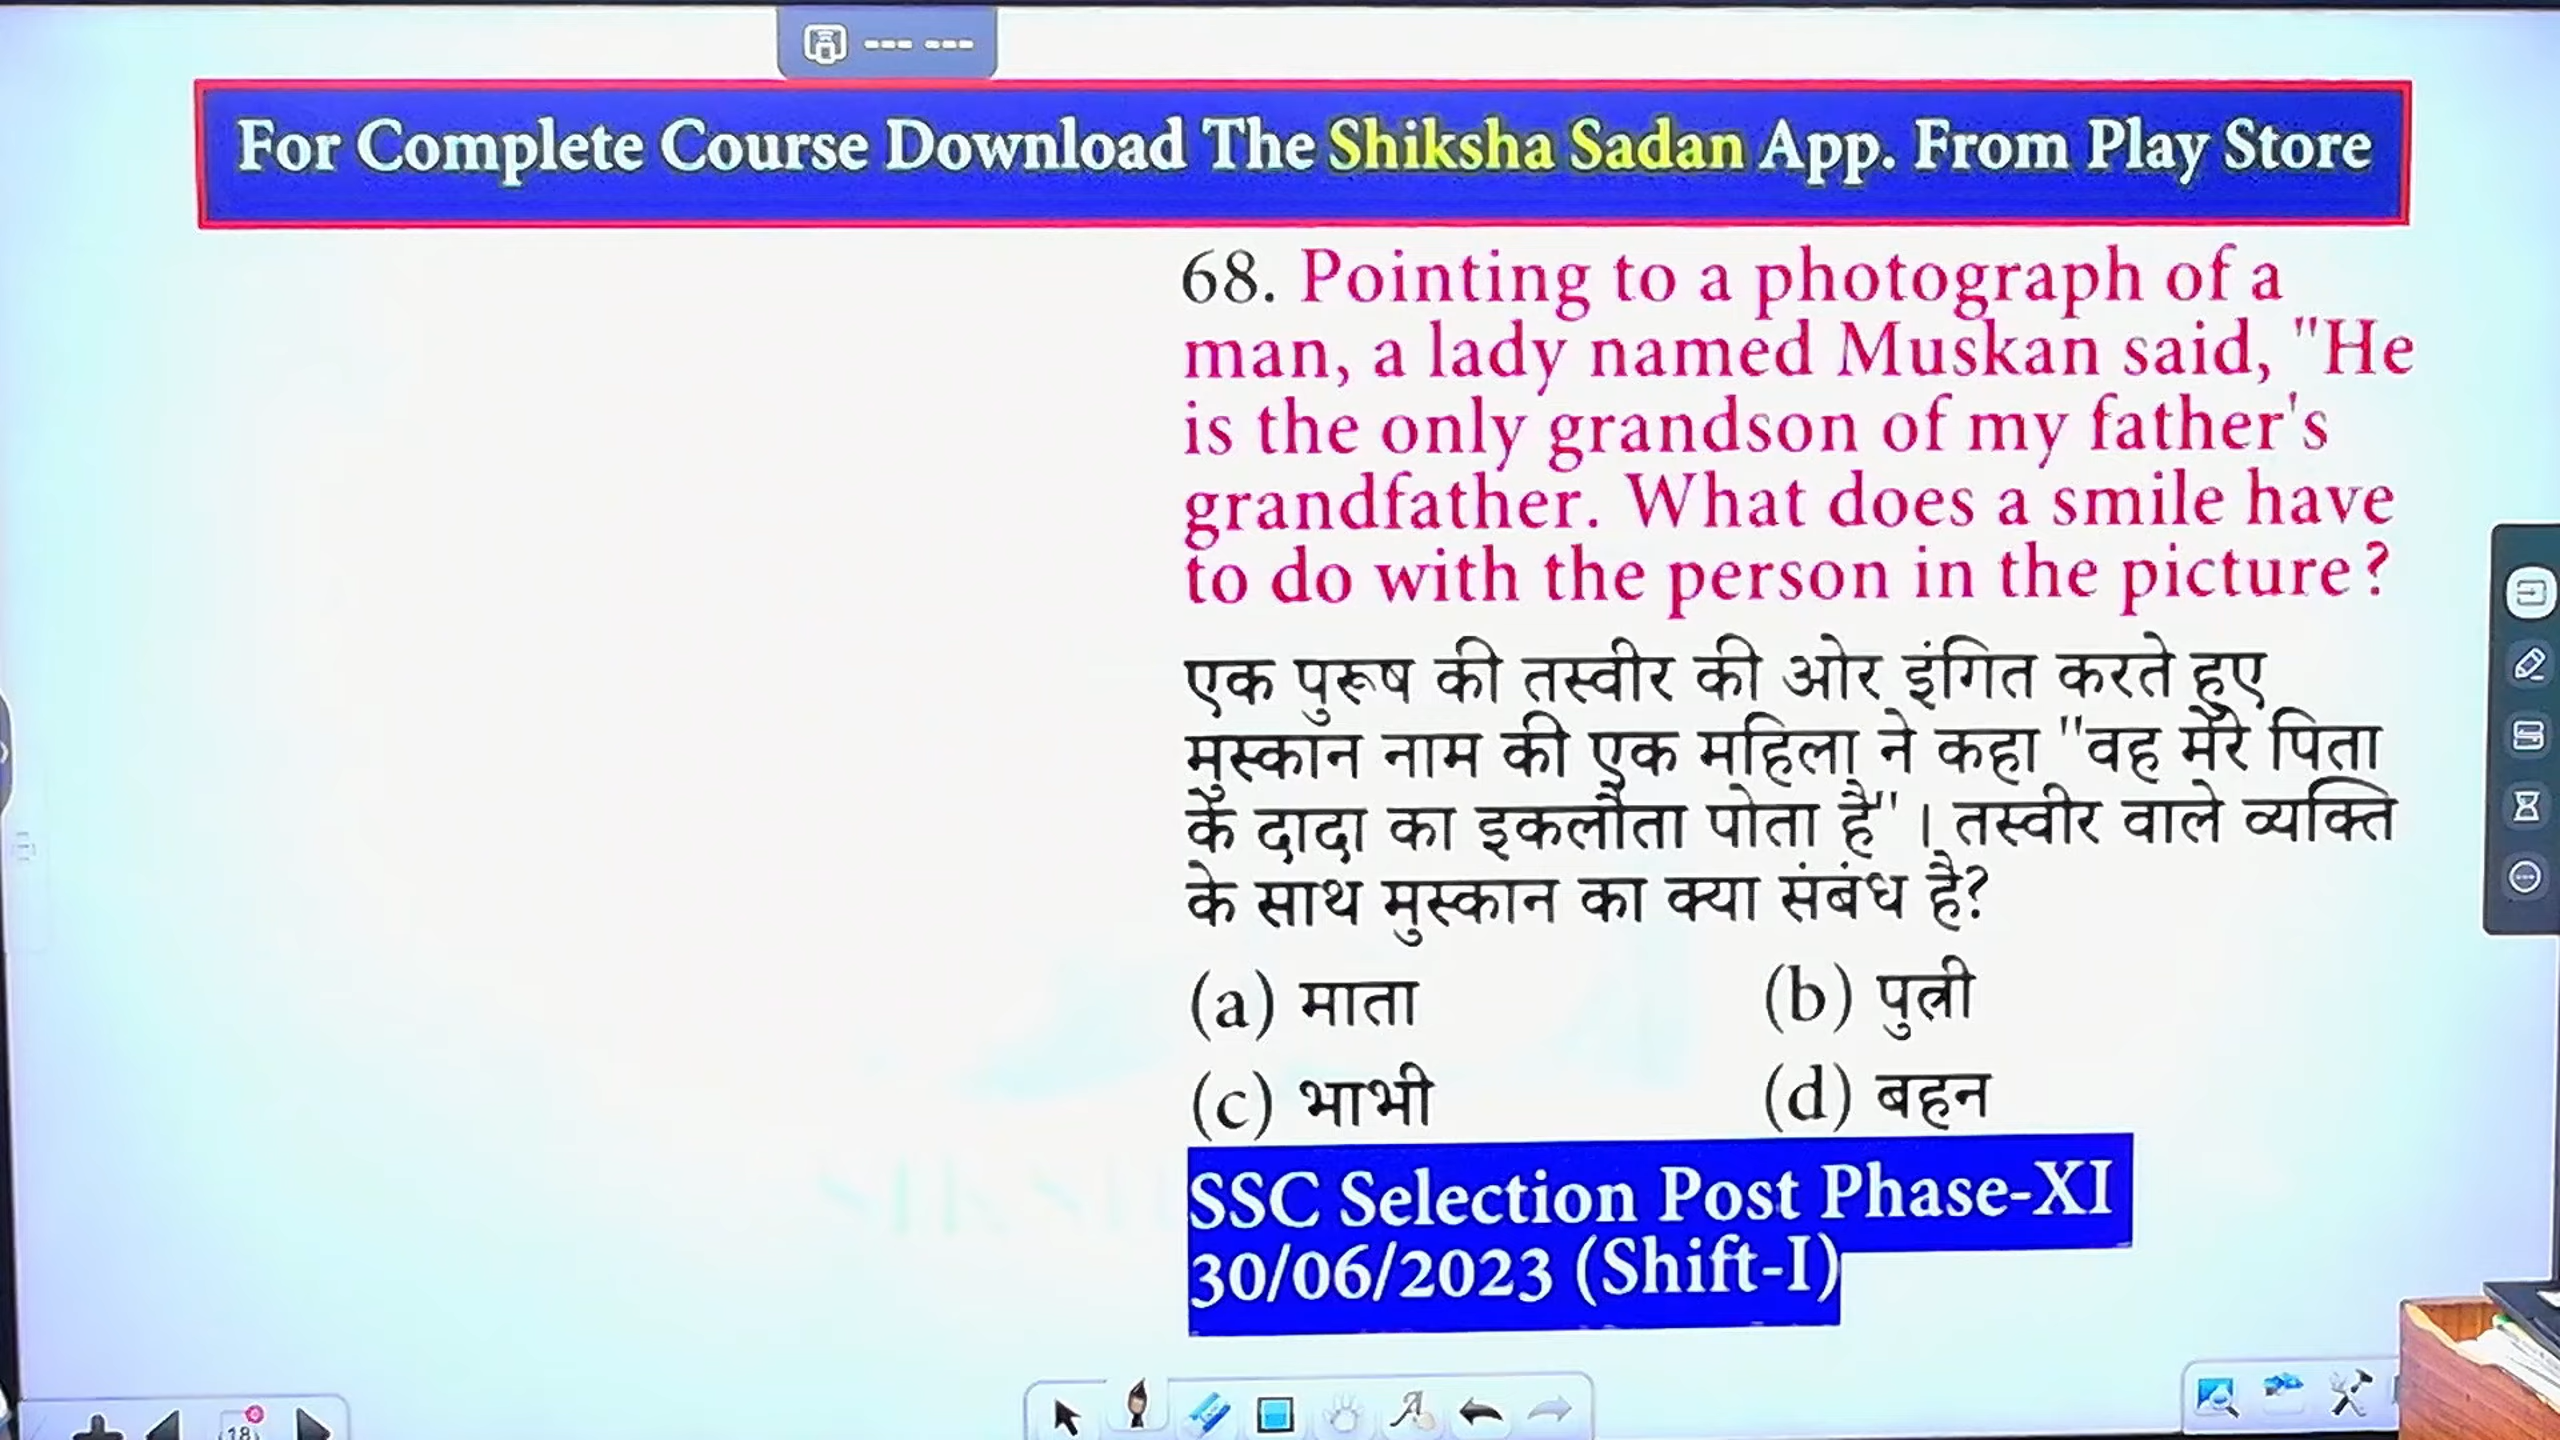 For Complete Course Download The Shiksha Sadan App. From Play Store
68. Pointing to a photograph of a
man, a lady named Muskan said, "He
is the only grandson of my father's
grandfather. What does a smile have
to do with the person in the picture?
एक पुरूष की तस्वीर की ओर इंगित करते हुए
मुस्कान नाम की एक महिला ने कहा "वह मेरे पिता
के दादा का इकलौता पोता है"। तस्वीर वाले व्यक्ति
के साथ मुस्कान का क्या संबंध है?
(a) माता (b) पुत्री
(c) भाभी (d) बहन
SSC Selection Post Phase-XI
30/06/2023 (Shift-I)
18